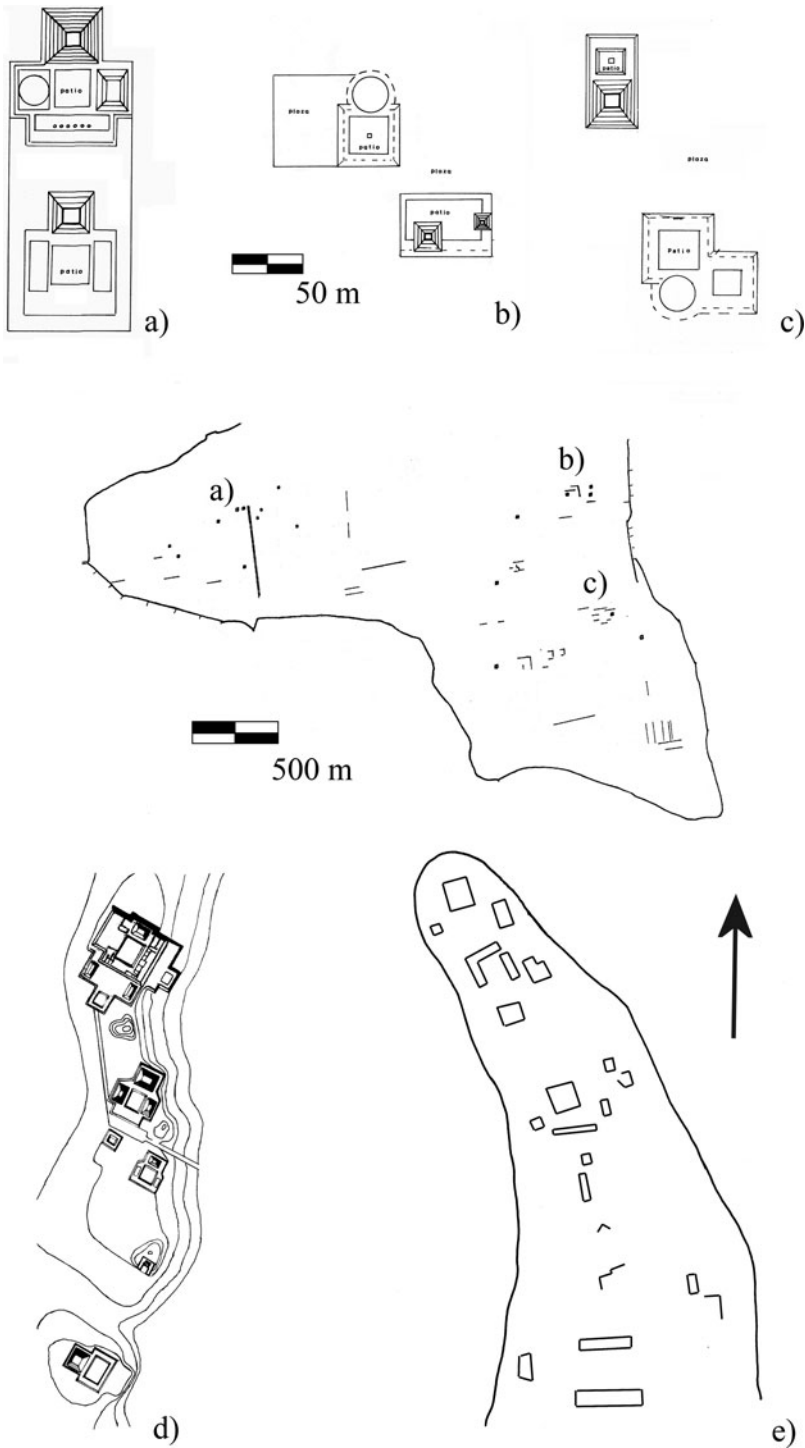 patio
patio
a)
plaza
patio
plaza
patio
50 m
b)
patio
plaza
Patio
c)
a)
b)
c)
500 m
d)
e)